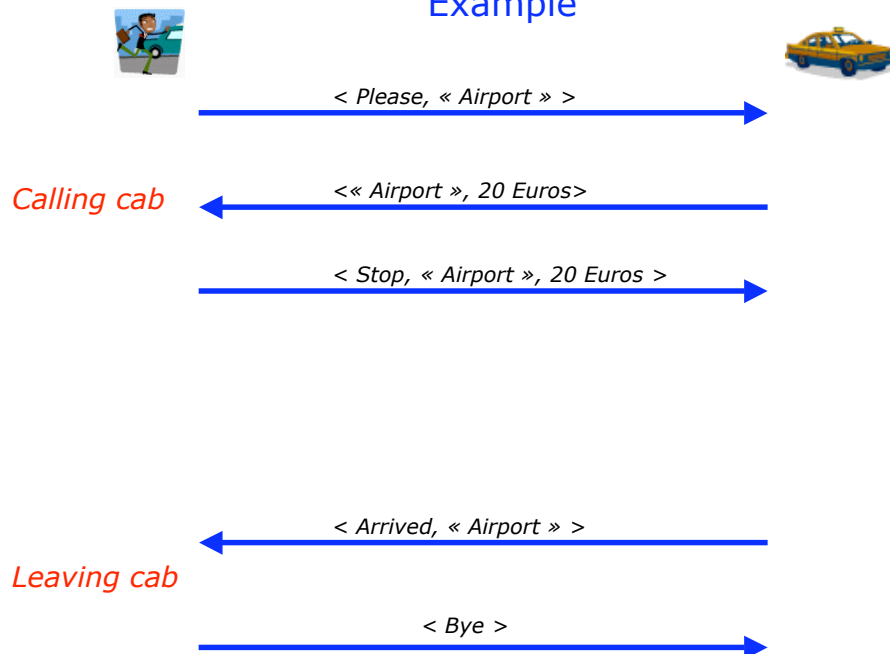 Example
< Please, « Airport » >
Calling cab
<« Airport », 20 Euros>
< Stop, « Airport », 20 Euros >
< Arrived, « Airport » >
Leaving cab
< Bye >